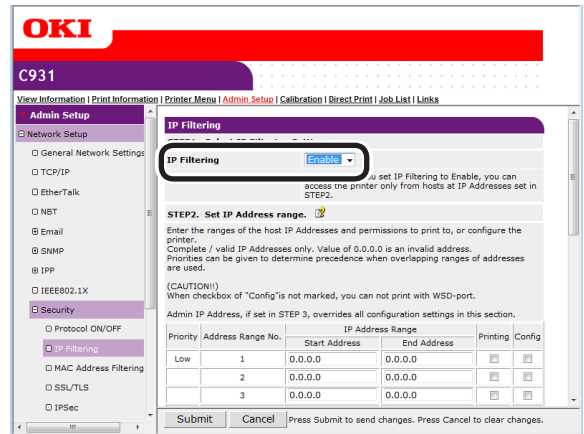 OKI
C931
View Information | Print Information | Printer Menu | Admin Setup | Calibration | Direct Print | Job List | Links
Admin Setup
Network Setup
General Network Settings
TCP/IP
EtherTalk
NBT
Email
SNMP
IPP
IEEE802.1X
Security
Protocol ON/OFF
IP Filtering
MAC Address Filtering
SSL/TLS
IPSec
IP Filtering
IP Filtering
Enable
set IP Filtering to Enable, you can
access the printer only from hosts at IP Addresses set in
STEP2.
STEP2. Set IP Address range.
Enter the ranges of the host IP Addresses and permissions to print to, or configure the
printer.
Complete / valid IP Addresses only. Value of 0.0.0.0 is an invalid address.
Priorities can be given to determine precedence when overlapping ranges of addresses
are used.
(CAUTION!!)
When checkbox of "Config"is not marked, you can not print with WSD-port.
Admin IP Address, if set in STEP 3, overrides all configuration settings in this section.
Priority Address Range No. IP Address Range Printing Config
Start Address End Address
Low 1 0.0.0.0 0.0.0.0
2 0.0.0.0 0.0.0.0
3 0.0.0.0 0.0.0.0
Submit Cancel Press Submit to send changes. Press Cancel to clear changes.